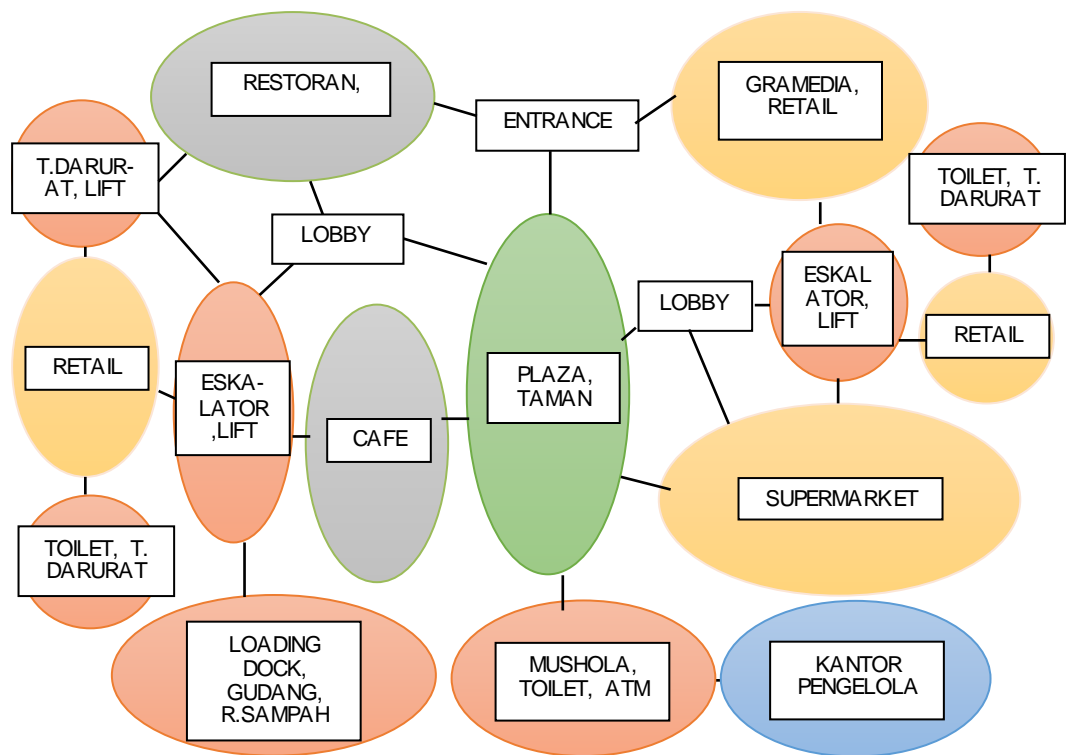 RESTORAN,
GRAMEDIA,
RETAIL
ENTRANCE
T.DARUR-
AT, LIFT
TOILET, T.
DARURAT
LOBBY
ESKAL
ATOR,
LIFT
LOBBY
RETAIL
RETAIL
ESKA-
LATOR
,LIFT
PLAZA,
TAMAN
CAFE
SUPERMARKET
TOILET, T.
DARURAT
LOADING
DOCK,
GUDANG,
R.SAMPAH
MUSHOLA,
TOILET, ATM
KANTOR
PENGELOLA